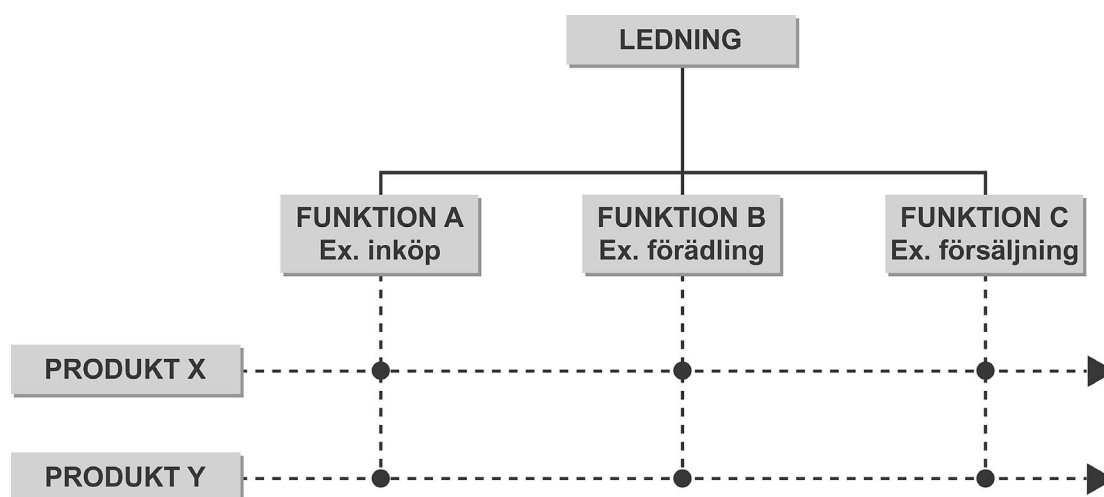 LEDNING
FUNKTION A
Ex. inköp
FUNKTION B
Ex. förädling
FUNKTION C
Ex. försäljning
PRODUKT X
PRODUKT Y